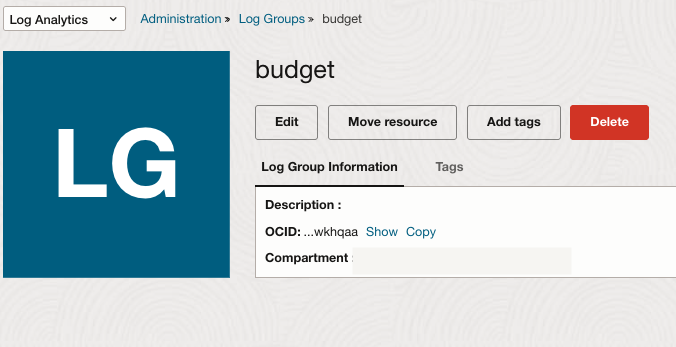 Log Analytics
Administration » Log Groups » budget
LG
budget
Edit Move resource Add tags Delete
Log Group Information Tags
Description :
OCID: ...wkhqaa Show Copy
Compartment :